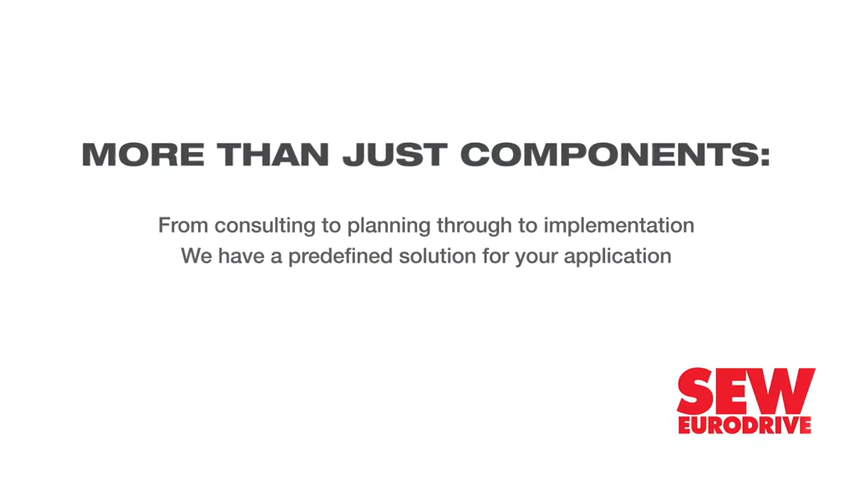 MORE THAN JUST COMPONENTS:
From consulting to planning through to implementation
We have a predefined solution for your application
SEW
EURODRIVE